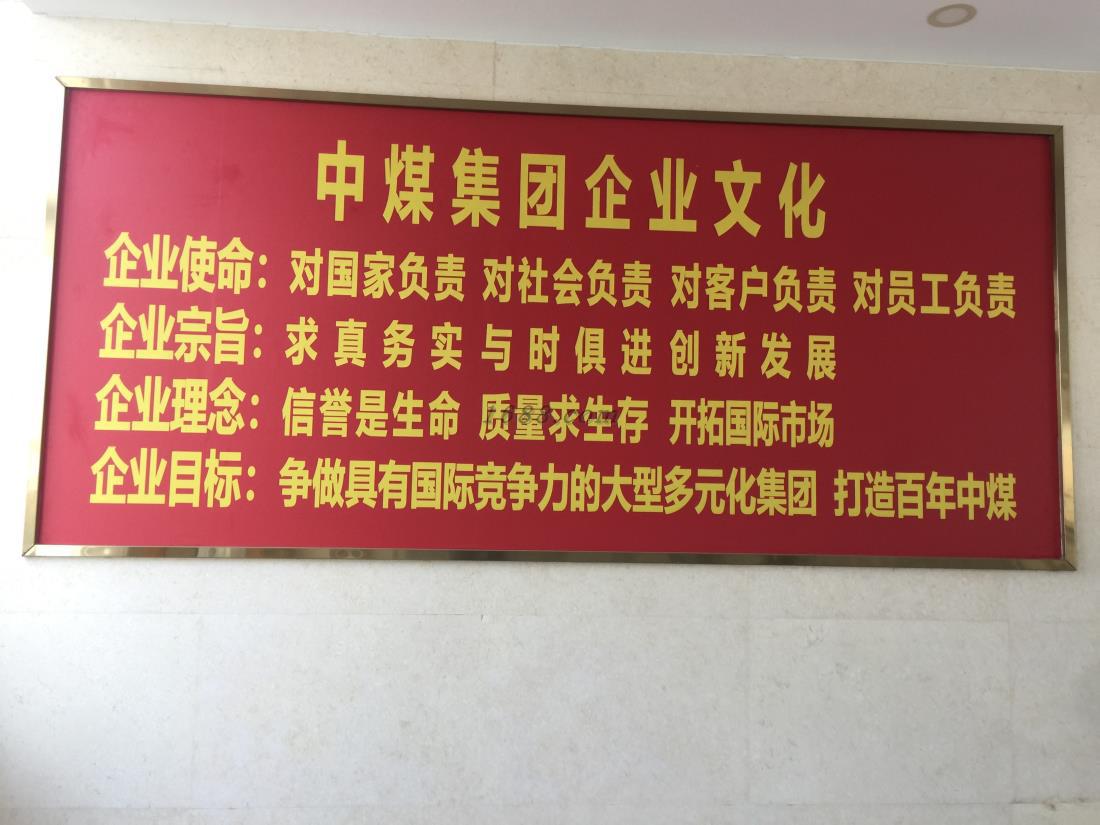 中煤集团企业文化
企业使命：对国家负责 对社会负责 对客户负责 对员工负责
企业宗旨：求真务实与时俱进创新发展
企业理念：信誉是生命 质量求生存 开拓国际市场
1688.com
企业目标：争做具有国际竞争力的大型多元化集团 打造百年中煤